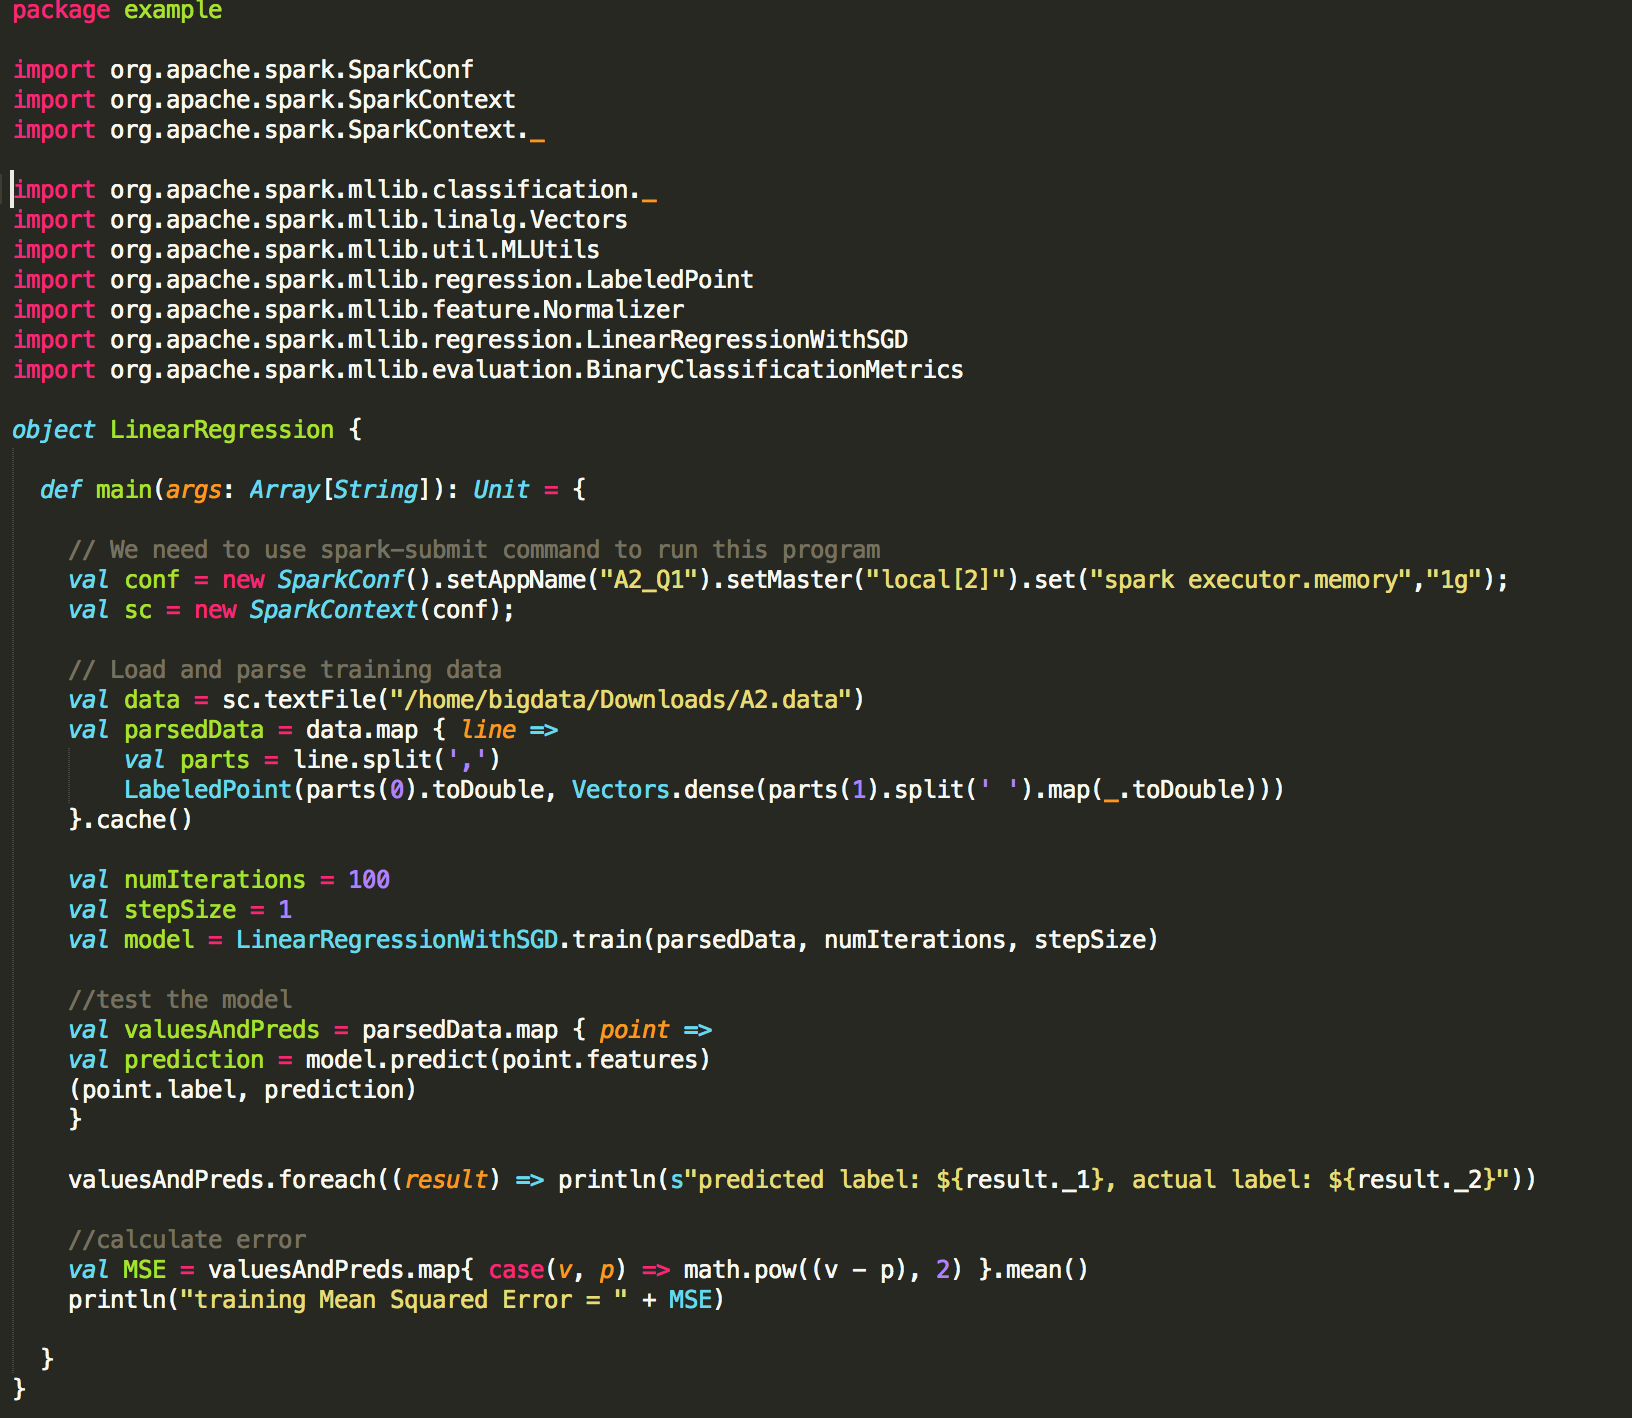 package example
import org.apache.spark.SparkConf
import org.apache.spark.SparkContext
import org.apache.spark.SparkContext._
import org.apache.spark.mllib.classification._
import org.apache.spark.mllib.linalg.Vectors
import org.apache.spark.mllib.util.MLUtils
import org.apache.spark.mllib.regression.LabeledPoint
import org.apache.spark.mllib.feature.Normalizer
import org.apache.spark.mllib.regression.LinearRegressionWithSGD
import org.apache.spark.mllib.evaluation.BinaryClassificationMetrics
object LinearRegression {
  def main(args: Array[String]): Unit = {
    // We need to use spark-submit command to run this program
    val conf = new SparkConf().setAppName("A2_Q1").setMaster("local[2]").set("spark executor.memory","1g");
    val sc = new SparkContext(conf);
    // Load and parse training data
    val data = sc.textFile("/home/bigdata/Downloads/A2.data")
    val parsedData = data.map { line =>
        val parts = line.split(',')
        LabeledPoint(parts(0).toDouble, Vectors.dense(parts(1).split(' ').map(_.toDouble)))
    }.cache()
    val numIterations = 100
    val stepSize = 1
    val model = LinearRegressionWithSGD.train(parsedData, numIterations, stepSize)
    //test the model
    val valuesAndPreds = parsedData.map { point =>
    val prediction = model.predict(point.features)
    (point.label, prediction)
    }
    valuesAndPreds.foreach((result) => println(s"predicted label: ${result._1}, actual label: ${result._2}"))
    //calculate error
    val MSE = valuesAndPreds.map{ case(v, p) => math.pow((v - p), 2) }.mean()
    println("training Mean Squared Error = " + MSE)
  }
}